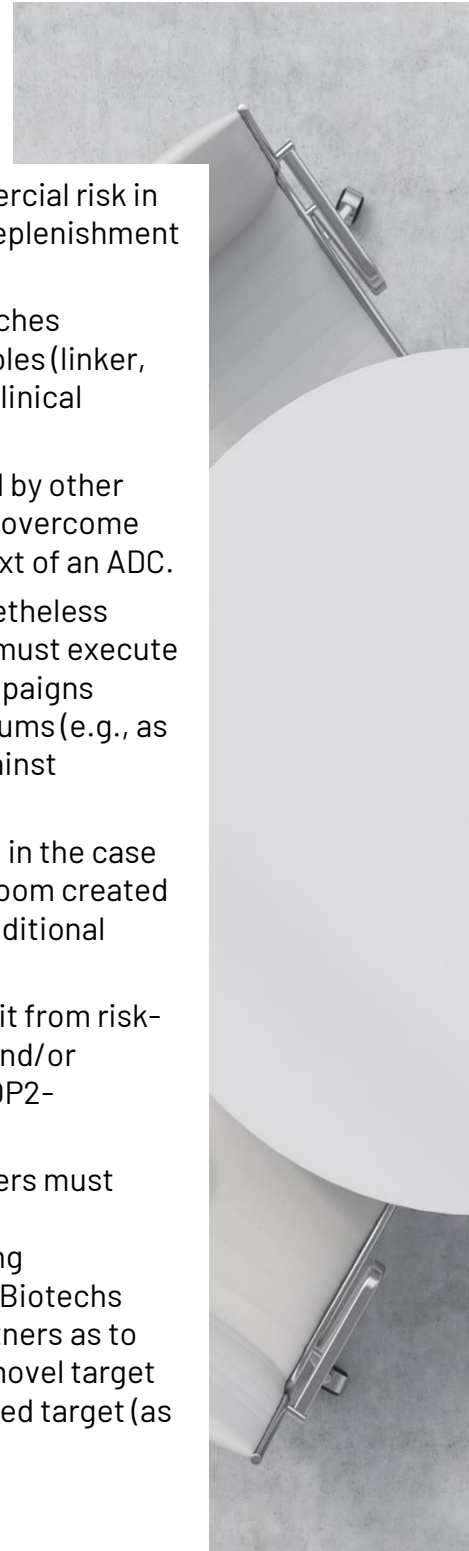 ercial risk in
eplenishment
ches
oles (linker,
linical
l by other
overcome
xt of an ADC.
etheless
must execute
paigns
ums (e.g., as
ainst
in the case
oom created
ditional
it from risk-
nd/or
OP2-
ers must
ng
Biotechs
tners as to
novel target
ed target (as